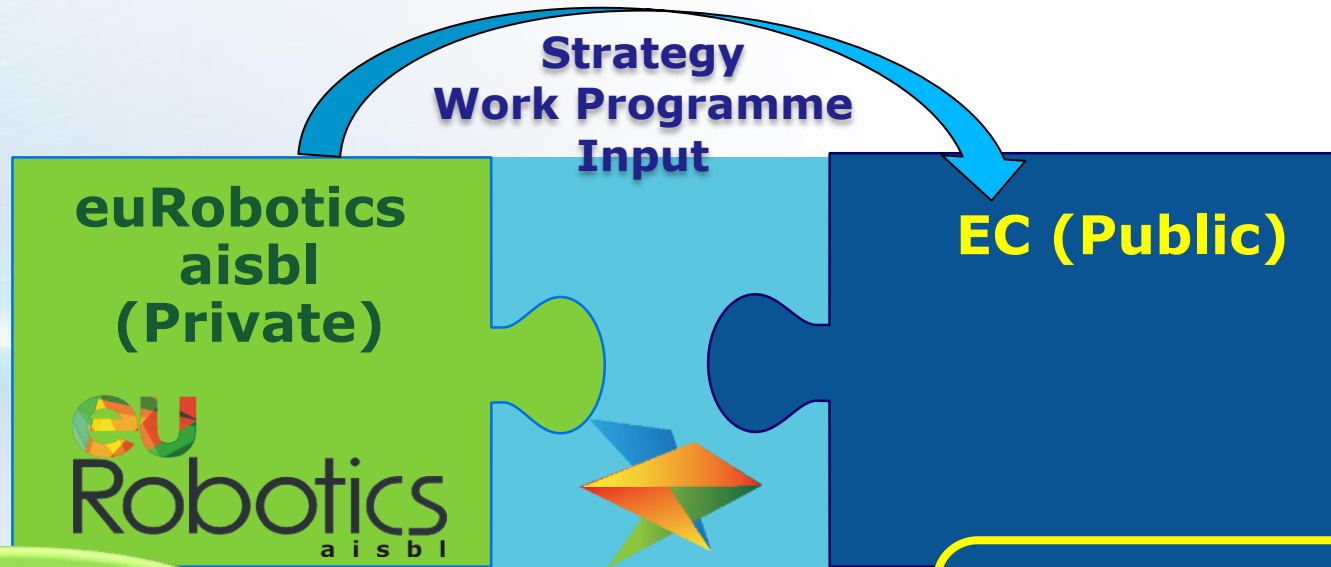 Strategy
Work Programme
Input
euRobotics
aisbl
(Private)
EC (Public)
eu
Robotics
aisbl